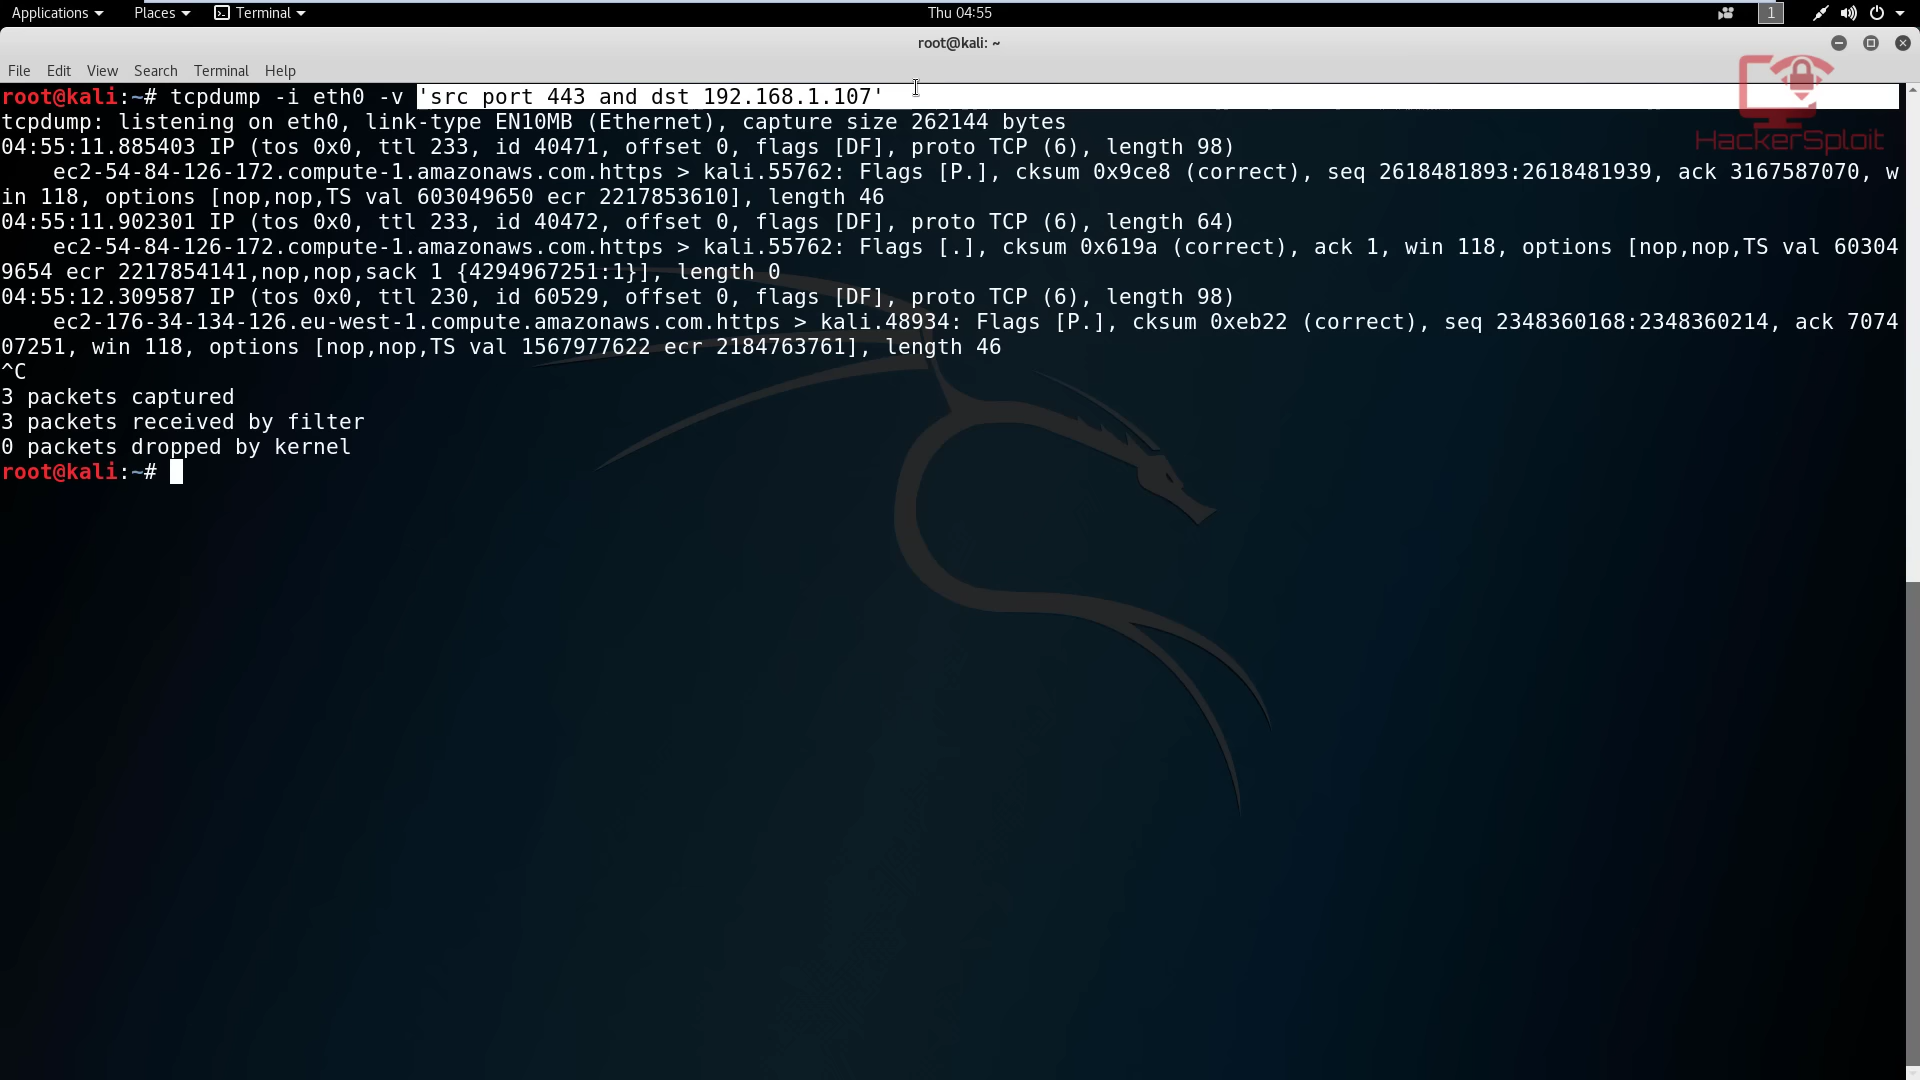 Applications Places Terminal Thu 04:55 1
root@kali: ~
File Edit View Search Terminal Help
root@kali:~# tcpdump -i eth0 -v 'src port 443 and dst 192.168.1.107'
tcpdump: listening on eth0, link-type EN10MB (Ethernet), capture size 262144 bytes
04:55:11.885403 IP (tos 0x0, ttl 233, id 40471, offset 0, flags [DF], proto TCP (6), length 98)
    ec2-54-84-126-172.compute-1.amazonaws.com.https > kali.55762: Flags [P.], cksum 0x9ce8 (correct), seq 2618481893:2618481939, ack 3167587070, w
in 118, options [nop,nop,TS val 603049650 ecr 2217853610], length 46
04:55:11.902301 IP (tos 0x0, ttl 233, id 40472, offset 0, flags [DF], proto TCP (6), length 64)
    ec2-54-84-126-172.compute-1.amazonaws.com.https > kali.55762: Flags [.], cksum 0x619a (correct), ack 1, win 118, options [nop,nop,TS val 60304
9654 ecr 2217854141,nop,nop,sack 1 {4294967251:1}], length 0
04:55:12.309587 IP (tos 0x0, ttl 230, id 60529, offset 0, flags [DF], proto TCP (6), length 98)
    ec2-176-34-134-126.eu-west-1.compute.amazonaws.com.https > kali.48934: Flags [P.], cksum 0xeb22 (correct), seq 2348360168:2348360214, ack 7074
07251, win 118, options [nop,nop,TS val 1567977622 ecr 2184763761], length 46
^C
3 packets captured
3 packets received by filter
0 packets dropped by kernel
root@kali:~#
HackerSploit